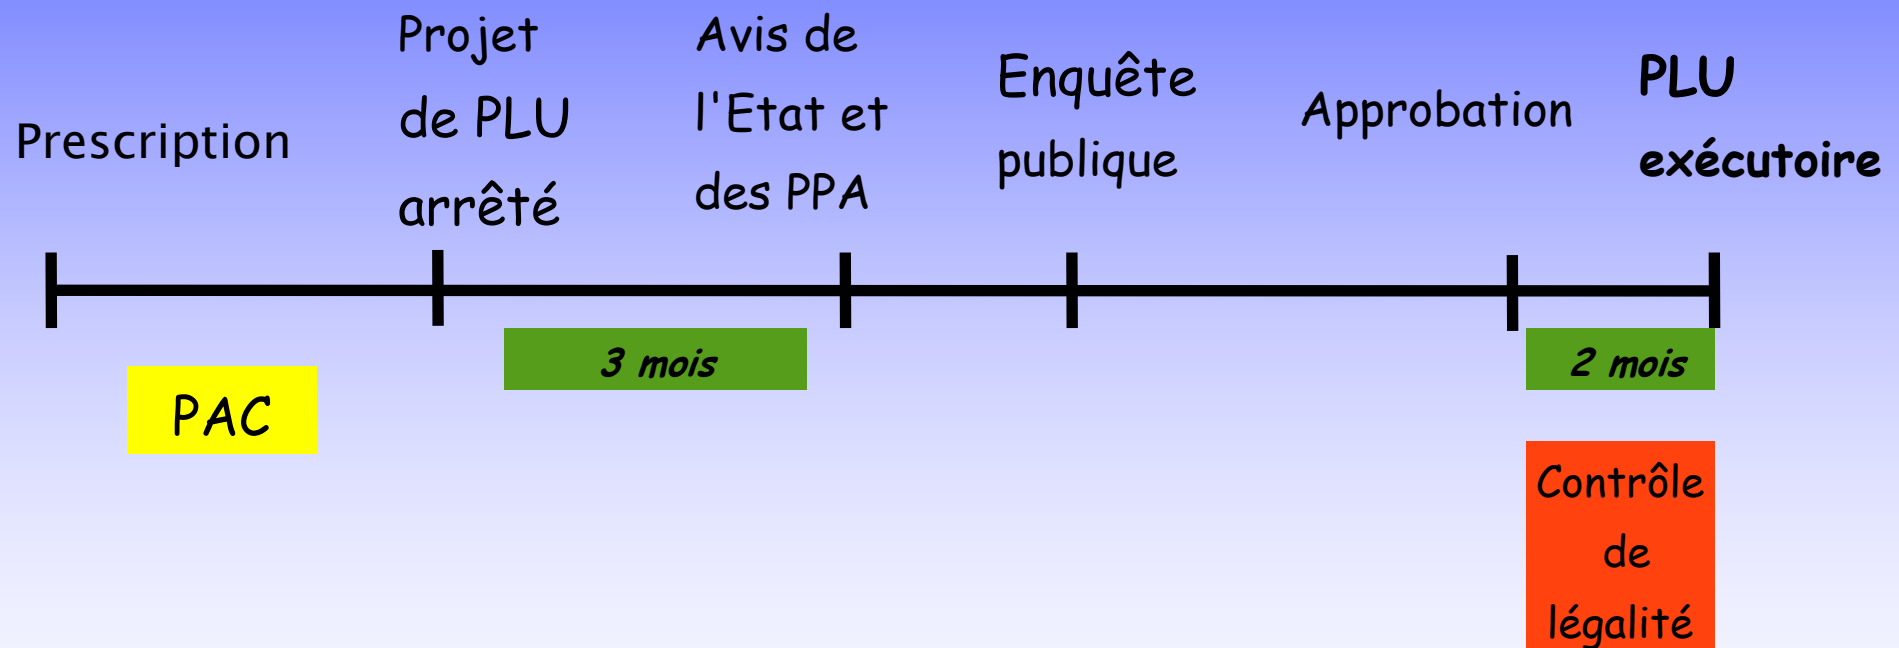 Prescription
Projet
de PLU
arrêté
Avis de
l'Etat et
des PPA
Enquête
publique
Approbation
PLU
exécutoire
3 mois
2 mois
PAC
Contrôle
de
légalité